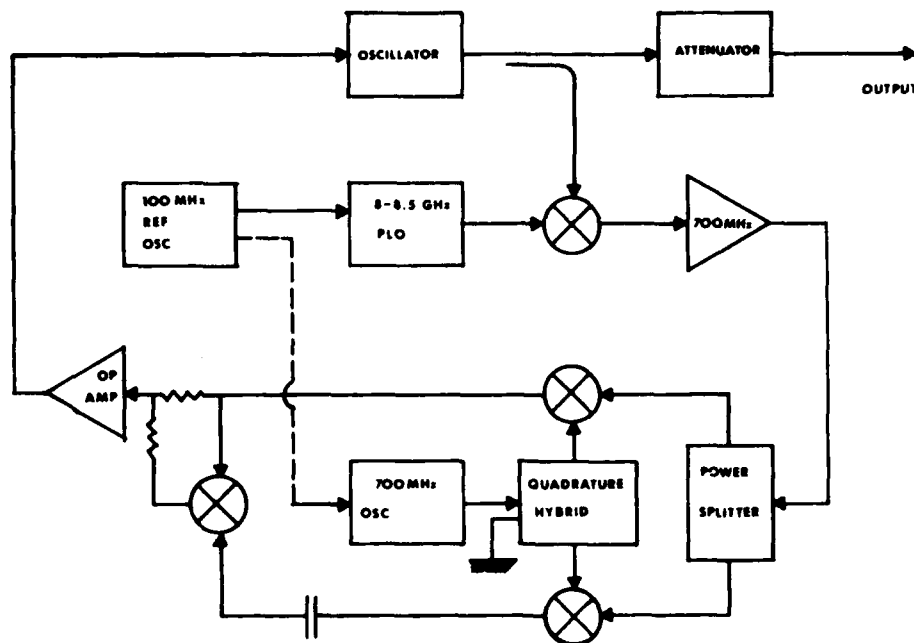 OSCILLATOR
ATTENUATOR
OUTPUT
100 MHz
REF
OSC
8-8.5 GHz
PLO
700MHz
OP
AMP
700MHz
OSC
QUADRATURE
HYBRID
POWER
SPLITTER